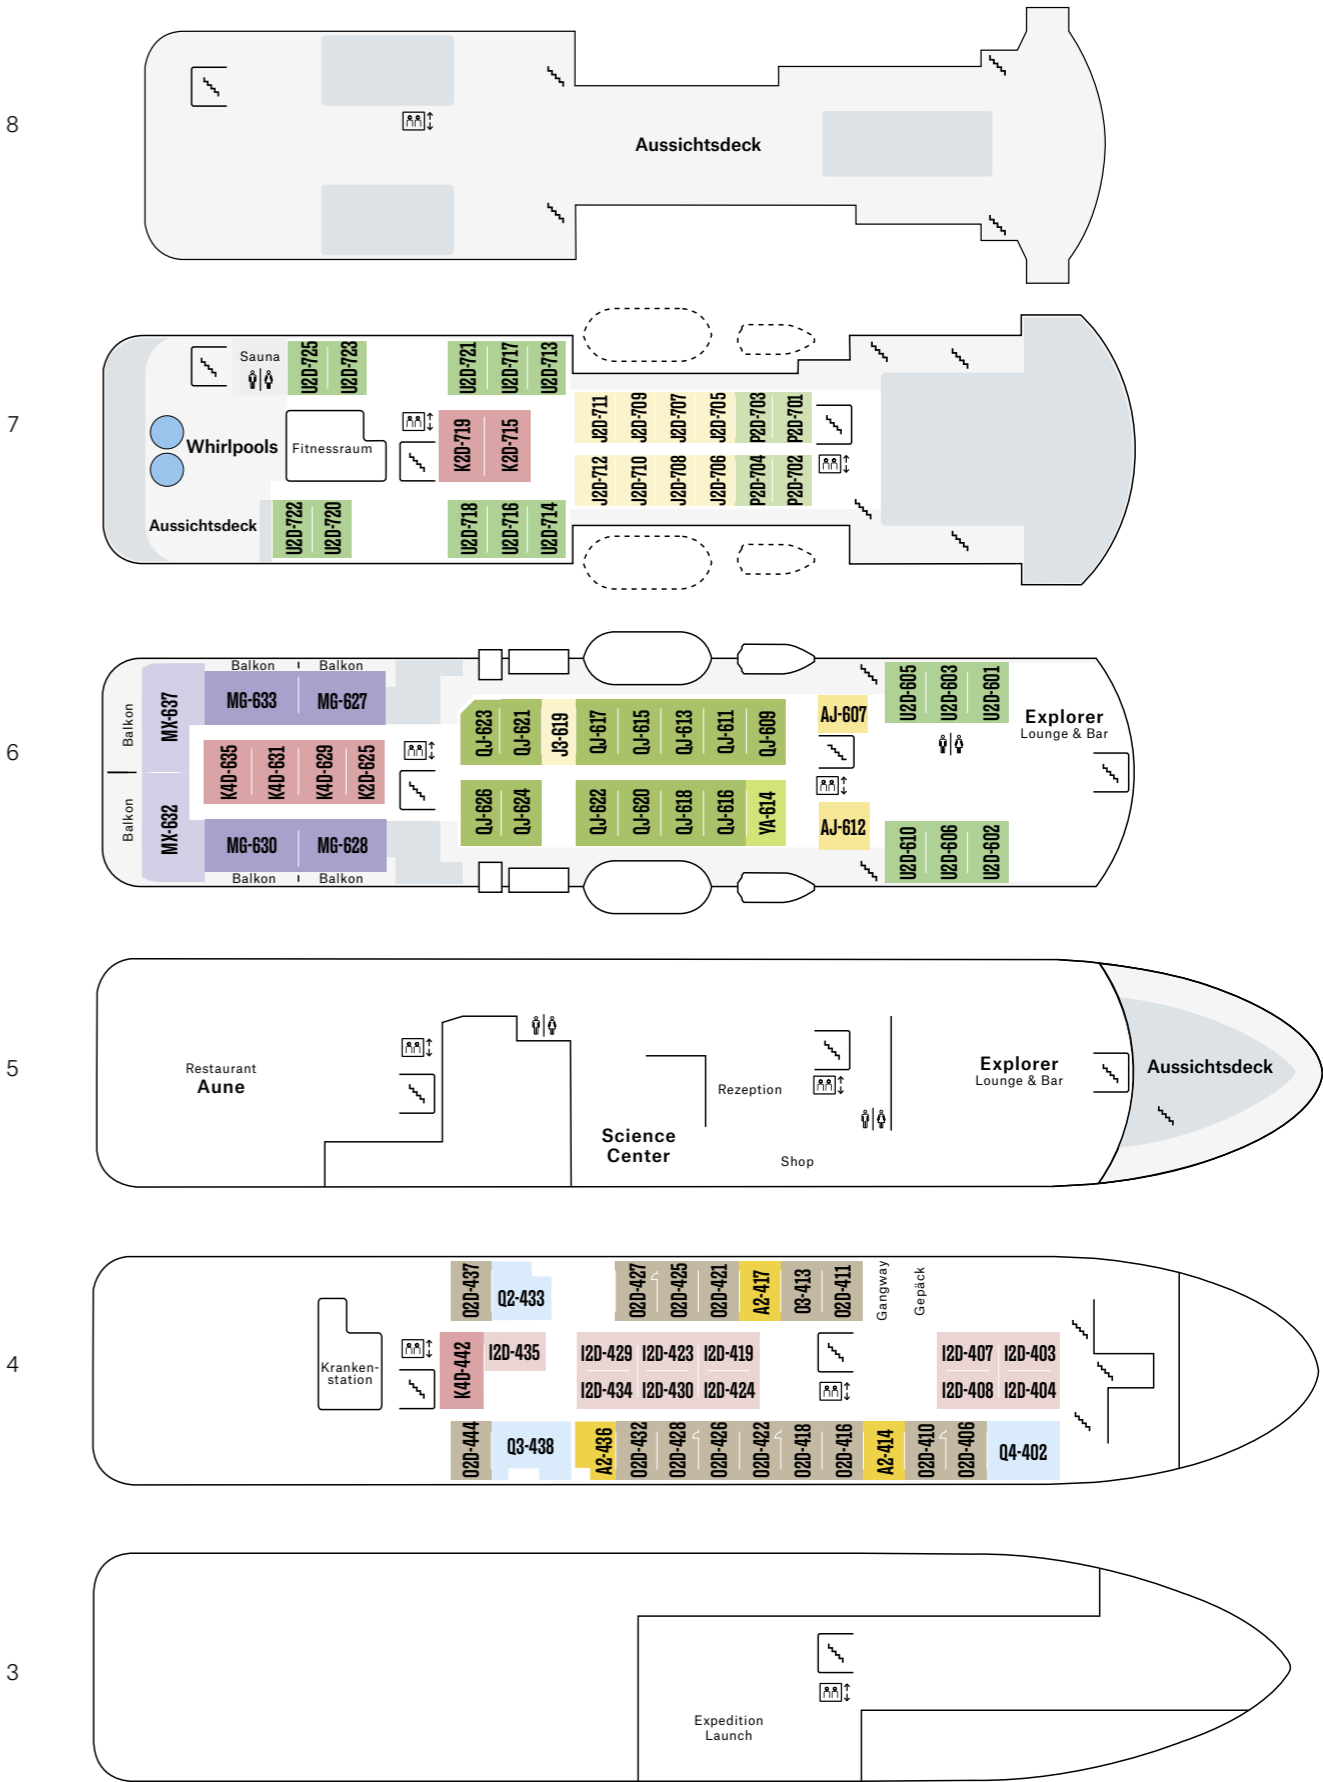 8
Aussichtsdeck
7
Sauna
U2D-725
U2D-723
U2D-721
U2D-717
U2D-713
J2D-711
J2D-709
J2D-707
J2D-705
P2D-703
P2D-701
Whirlpools
Fitnessraum
K2D-719
K2D-715
J2D-712
J2D-710
J2D-708
J2D-706
P2D-704
P2D-702
Aussichtsdeck
U2D-722
U2D-720
U2D-718
U2D-716
U2D-714
6
Balkon
Balkon
Balkon
MX-637
MG-633
MG-627
QJ-623
QJ-621
J3-619
QJ-617
QJ-615
QJ-613
QJ-611
QJ-609
AJ-607
U2D-605
U2D-603
U2D-601
Explorer
Lounge & Bar
K4D-635
K4D-631
K4D-629
K2D-625
Balkon
MX-632
MG-630
MG-628
QJ-626
QJ-624
QJ-622
QJ-620
QJ-618
QJ-616
YA-614
AJ-612
U2D-610
U2D-606
U2D-602
Balkon
Balkon
5
Restaurant
Aune
Science
Center
Rezeption
Shop
Explorer
Lounge & Bar
Aussichtsdeck
4
O2D-437
Q2-433
O2D-427
O2D-425
O2D-421
A2-417
O3-413
O2D-411
Gangway
Gepäck
Kranken-
station
K4D-442
I2D-435
I2D-429
I2D-423
I2D-419
I2D-407
I2D-403
I2D-434
I2D-430
I2D-424
I2D-408
I2D-404
O2D-444
Q3-438
A2-436
O2D-432
O2D-428
O2D-426
O2D-422
O2D-418
O2D-416
A2-414
O2D-410
O2D-406
Q4-402
3
Expedition
Launch